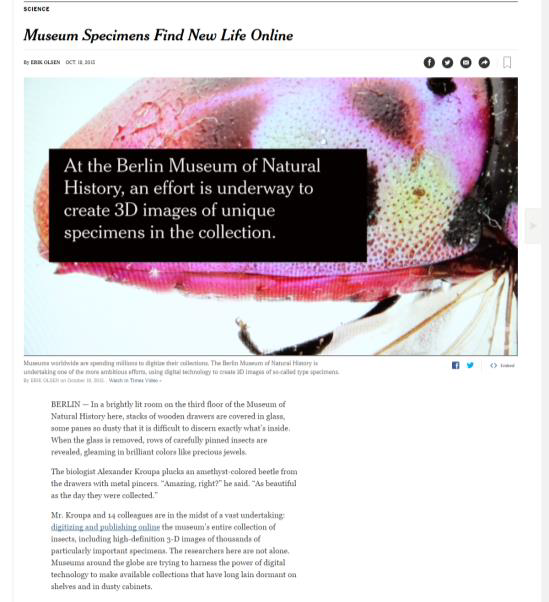 SCIENCE
Museum Specimens Find New Life Online
By ERIK OLSEN OCT. 19, 2015
At the Berlin Museum of Natural
History, an effort is underway to
create 3D images of unique
specimens in the collection.
Museums worldwide are spending millions to digitize their collections. The Berlin Museum of Natural History is
undertaking one of the more ambitious efforts, using digital technology to create 3D images of so-called type specimens.
By ERIK OLSEN on October 19, 2015. Watch in Times Video »
Embed
BERLIN — In a brightly lit room on the third floor of the Museum of
Natural History here, stacks of wooden drawers are covered in glass,
some panes so dusty that it is difficult to discern exactly what's inside.
When the glass is removed, rows of carefully pinned insects are
revealed, gleaming in brilliant colors like precious jewels.
The biologist Alexander Kroupa plucks an amethyst-colored beetle from
the drawers with metal pincers. "Amazing, right?" he said. "As beautiful
as the day they were collected."
Mr. Kroupa and 14 colleagues are in the midst of a vast undertaking:
digitizing and publishing online the museum's entire collection of
insects, including high-definition 3-D images of thousands of
particularly important specimens. The researchers here are not alone.
Museums around the globe are trying to harness the power of digital
technology to make available collections that have long lain dormant on
shelves and in dusty cabinets.